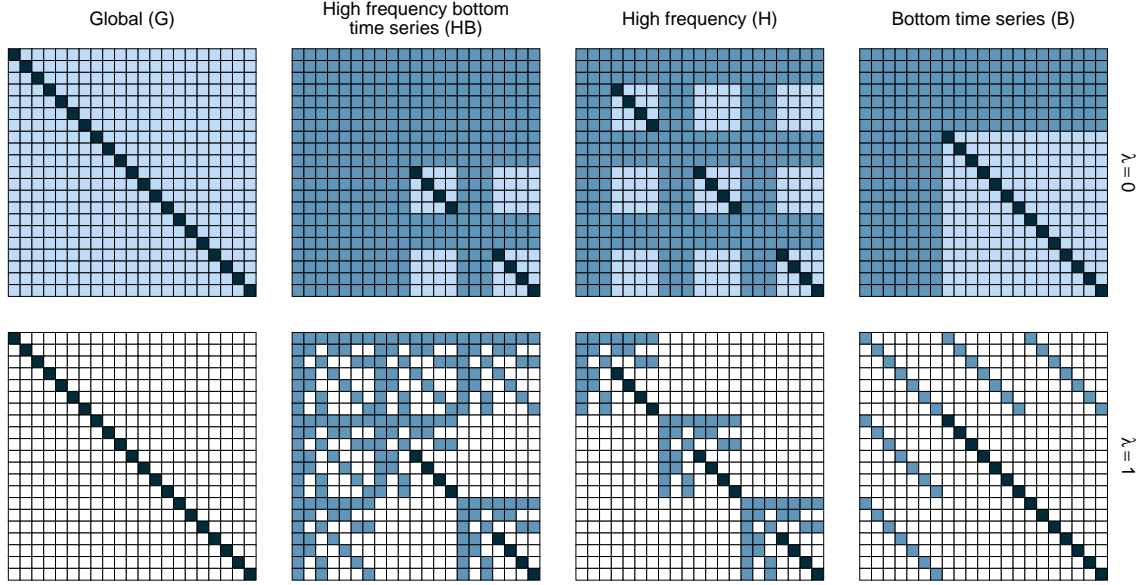 Global (G)
High frequency bottom
time series (HB)
High frequency (H)
Bottom time series (B)
λ = 0
λ = 1